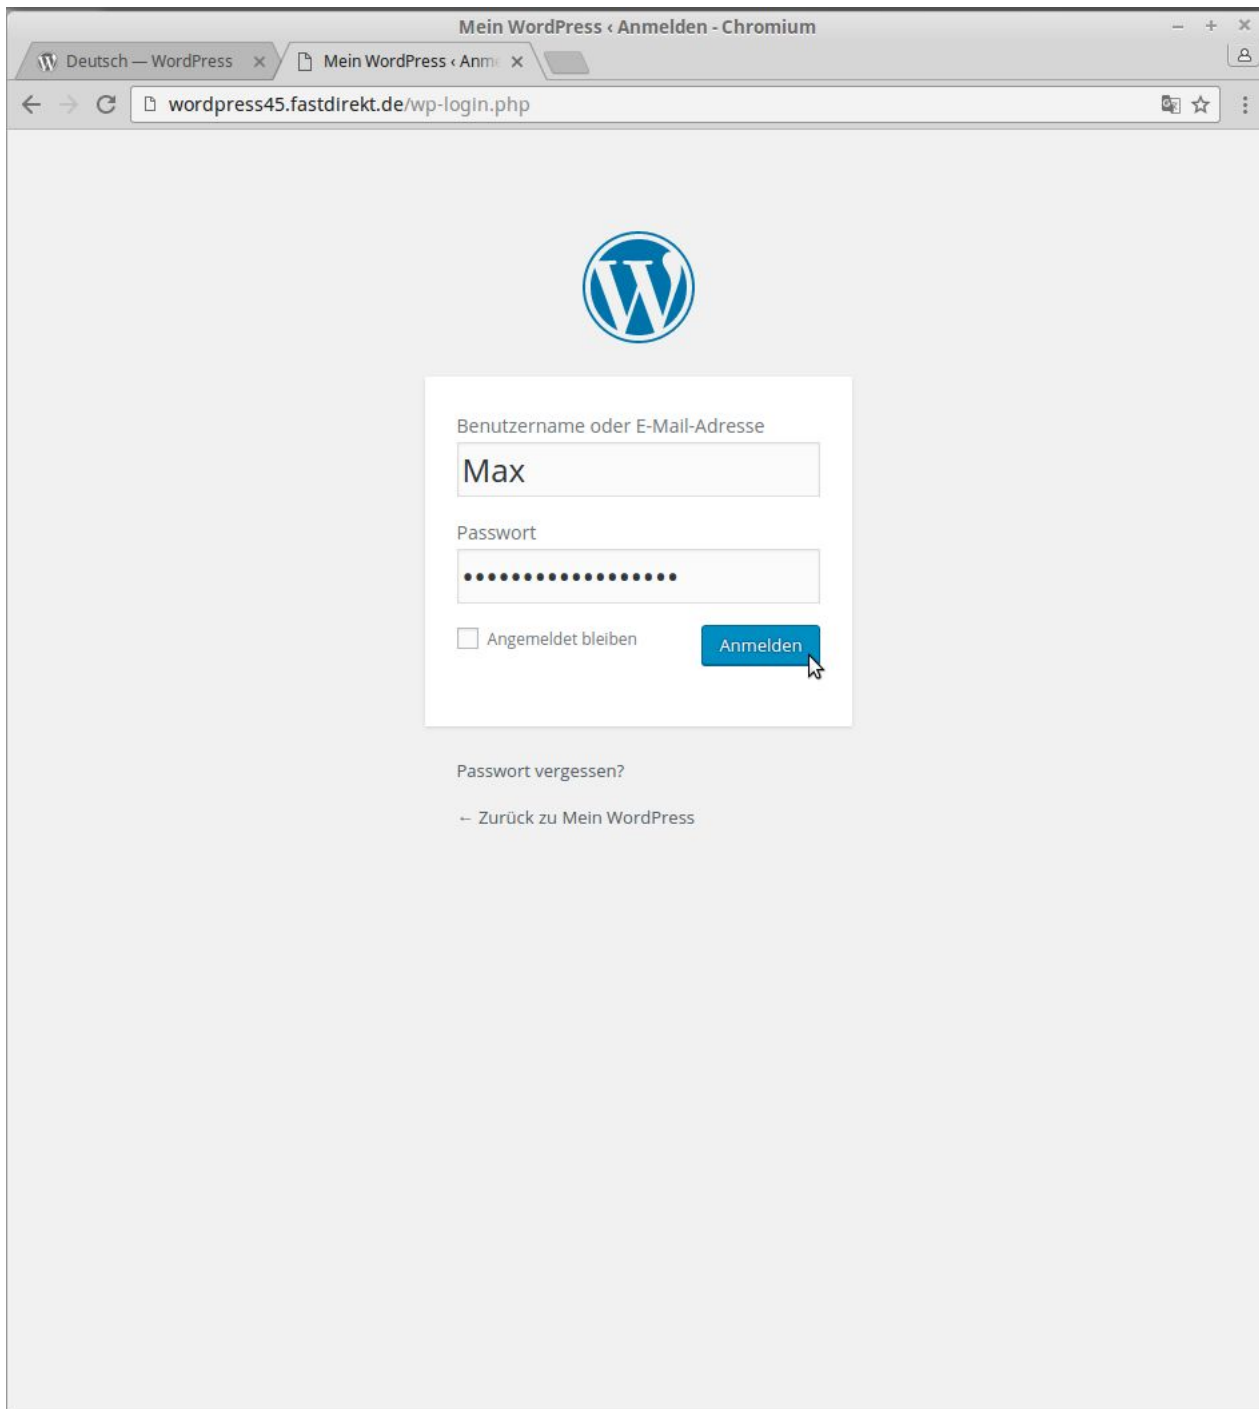 Mein WordPress ‹ Anmelden - Chromium
Deutsch — WordPress
Mein WordPress ‹ Anm
wordpress45.fastdirekt.de/wp-login.php
Benutzername oder E-Mail-Adresse
Max
Passwort
••••••••••••••••••
Angemeldet bleiben
Anmelden
Passwort vergessen?
← Zurück zu Mein WordPress